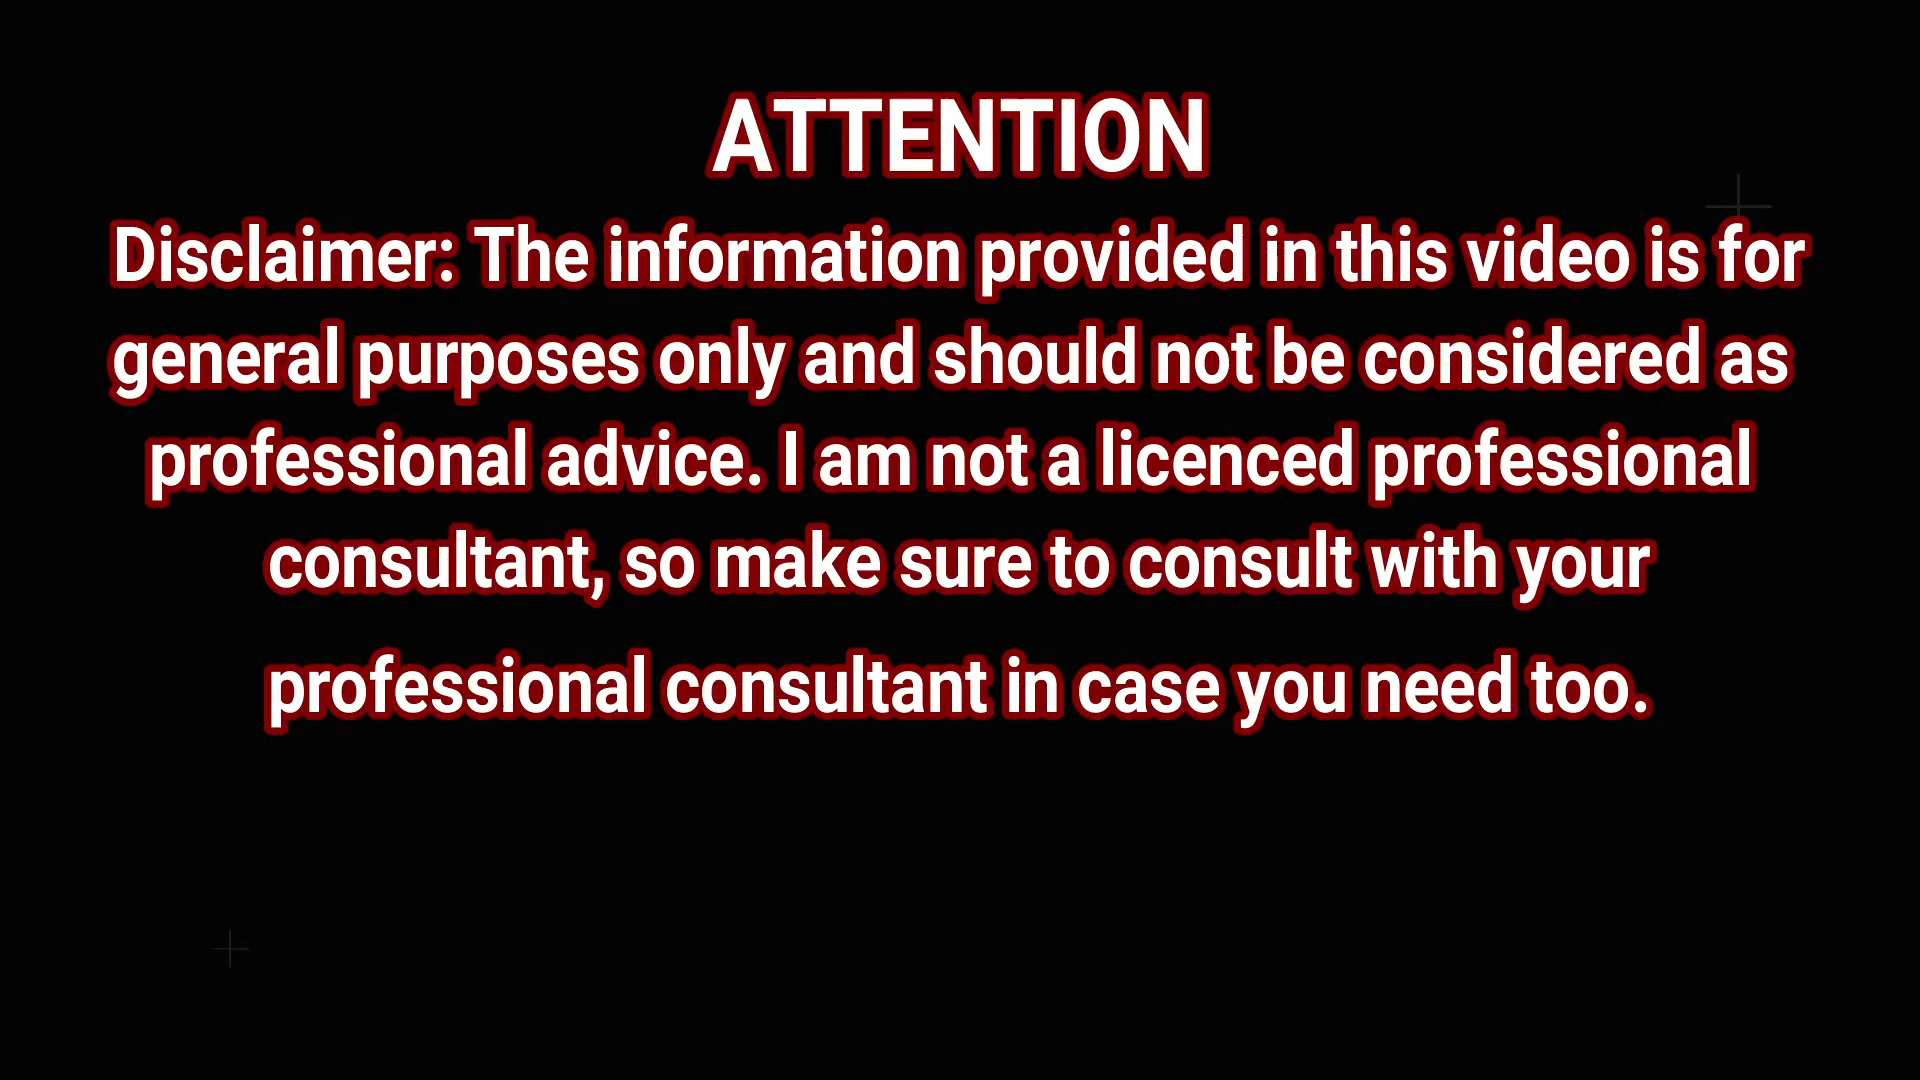 ATTENTION
Disclaimer: The information provided in this video is for
general purposes only and should not be considered as
professional advice. I am not a licenced professional
consultant, so make sure to consult with your
professional consultant in case you need too.